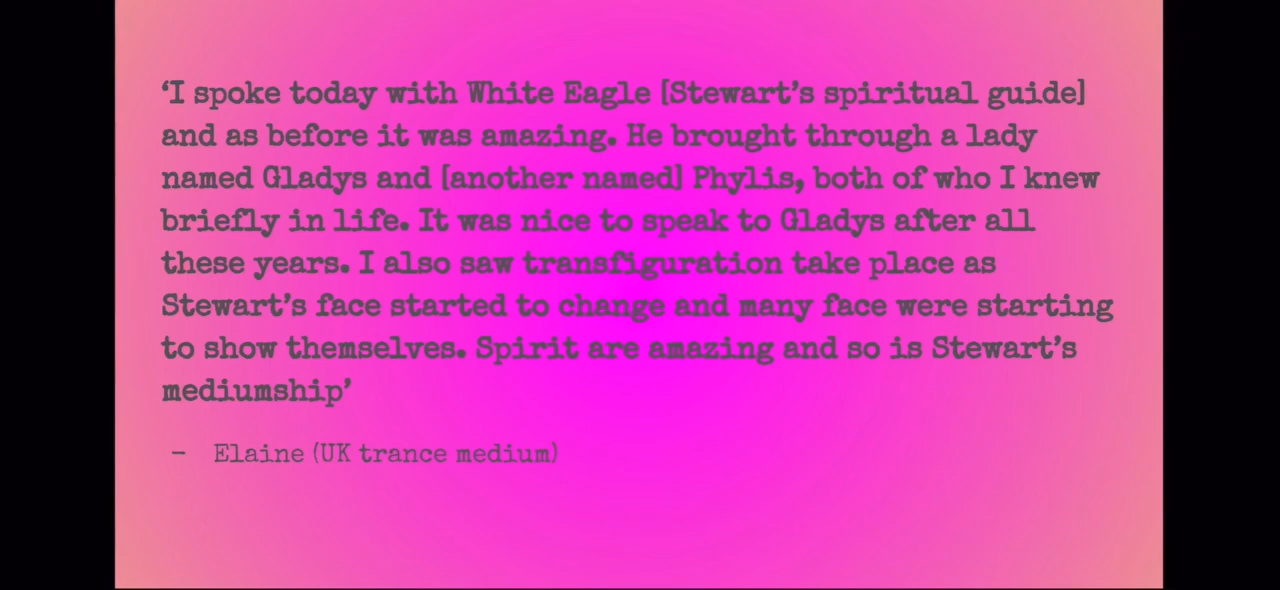 ‘I spoke today with White Eagle [Stewart’s spiritual guide]
and as before it was amazing. He brought through a lady
named Gladys and [another named] Phylis, both of who I knew
briefly in life. It was nice to speak to Gladys after all
these years. I also saw transfiguration take place as
Stewart’s face started to change and many face were starting
to show themselves. Spirit are amazing and so is Stewart’s
mediumship’
– Elaine (UK trance medium)